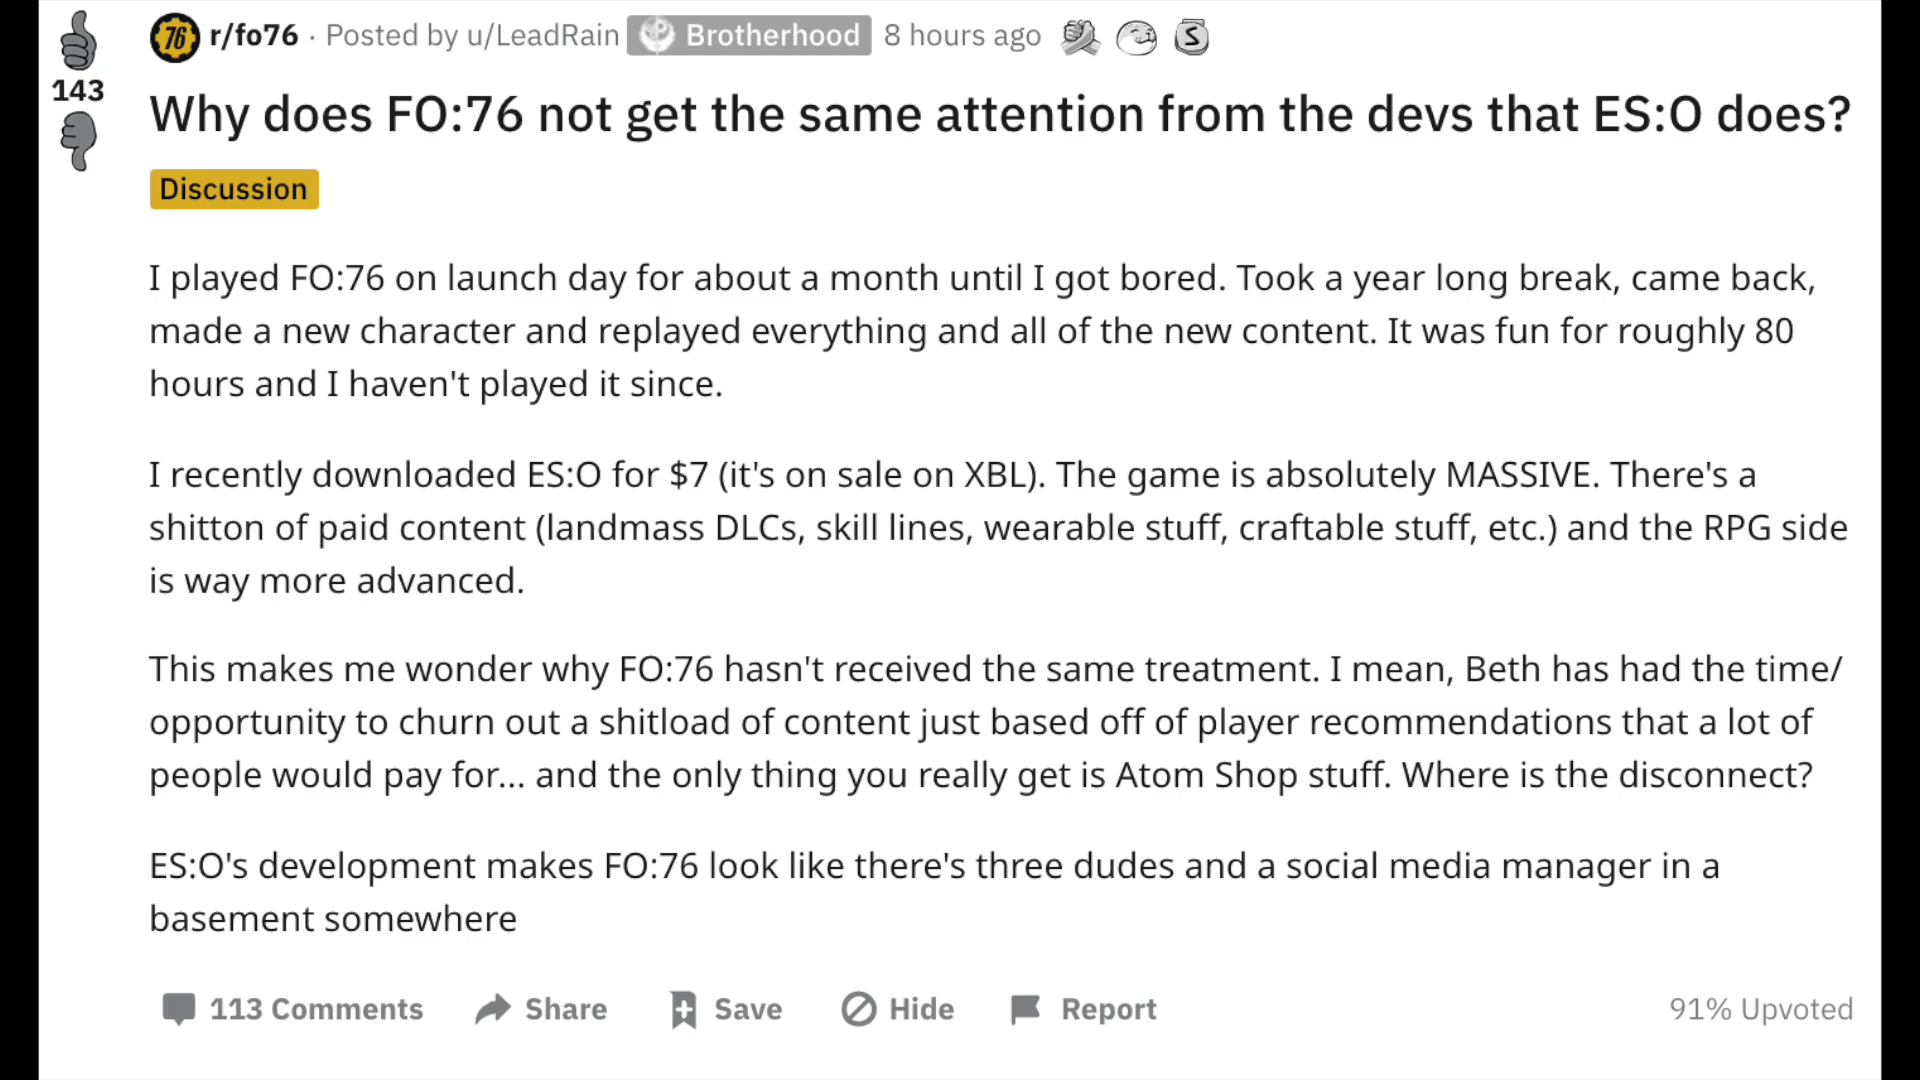 r/fo76 · Posted by u/LeadRain Brotherhood 8 hours ago
143
Why does FO:76 not get the same attention from the devs that ES:O does?
Discussion
I played FO:76 on launch day for about a month until I got bored. Took a year long break, came back,
made a new character and replayed everything and all of the new content. It was fun for roughly 80
hours and I haven't played it since.
I recently downloaded ES:O for $7 (it's on sale on XBL). The game is absolutely MASSIVE. There's a
shitton of paid content (landmass DLCs, skill lines, wearable stuff, craftable stuff, etc.) and the RPG side
is way more advanced.
This makes me wonder why FO:76 hasn't received the same treatment. I mean, Beth has had the time/
opportunity to churn out a shitload of content just based off of player recommendations that a lot of
people would pay for... and the only thing you really get is Atom Shop stuff. Where is the disconnect?
ES:O's development makes FO:76 look like there's three dudes and a social media manager in a
basement somewhere
113 Comments Share Save Hide Report 91% Upvoted